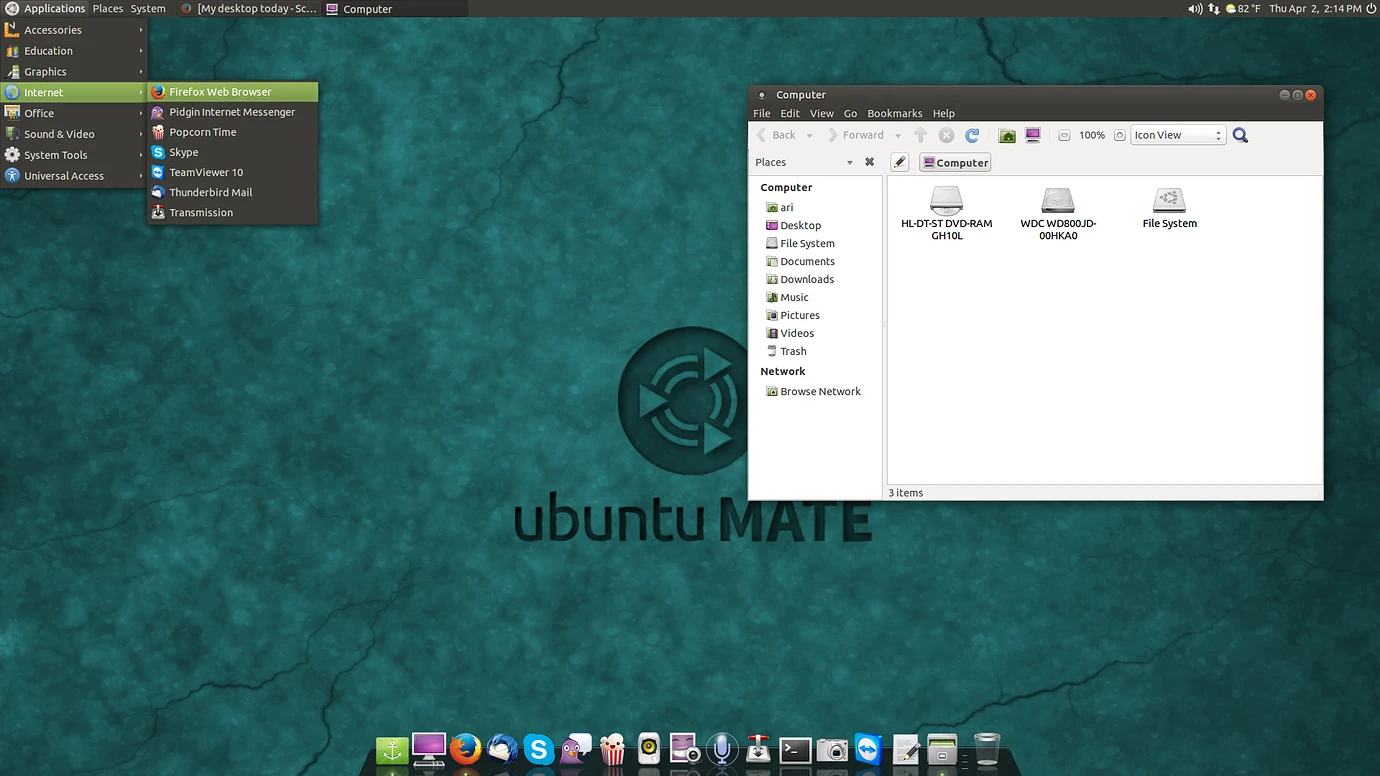 Applications Places System [My desktop today - Sc... Computer 82 °F Thu Apr 2, 2:14 PM
Accessories
Education
Graphics
Internet
Office
Sound & Video
System Tools
Universal Access
Firefox Web Browser
Pidgin Internet Messenger
Popcorn Time
Skype
TeamViewer 10
Thunderbird Mail
Transmission
Computer
File Edit View Go Bookmarks Help
Back Forward 100% Icon View
Places Computer
Computer
ari
Desktop
File System
Documents
Downloads
Music
Pictures
Videos
Trash
Network
Browse Network
HL-DT-ST DVD-RAM
GH10L
WDC WD800JD-
00HKA0
File System
3 items
ubuntu MATE